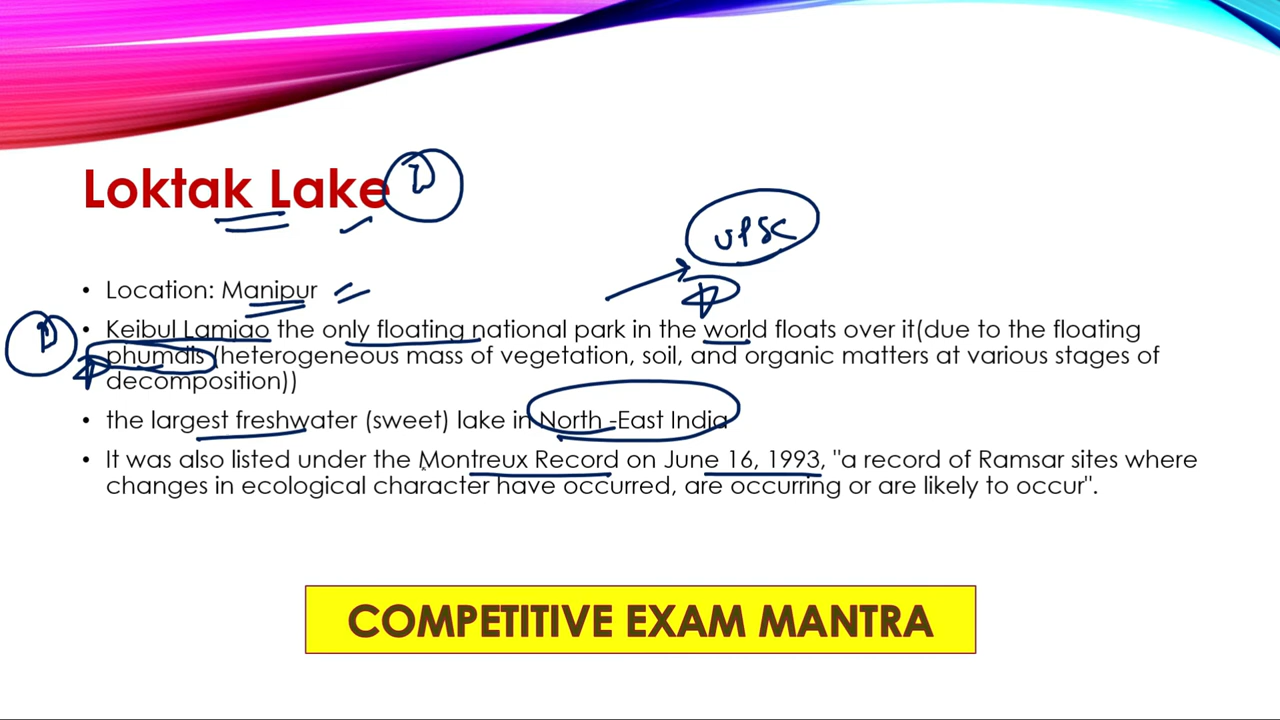 Loktak Lake
UPSC
• Location: Manipur
• Keibul Lamjao the only floating national park in the world floats over it(due to the floating
phumdis (heterogeneous mass of vegetation, soil, and organic matters at various stages of
decomposition))
• the largest freshwater (sweet) lake in North -East India
• It was also listed under the Montreux Record on June 16, 1993, "a record of Ramsar sites where
changes in ecological character have occurred, are occurring or are likely to occur".
COMPETITIVE EXAM MANTRA